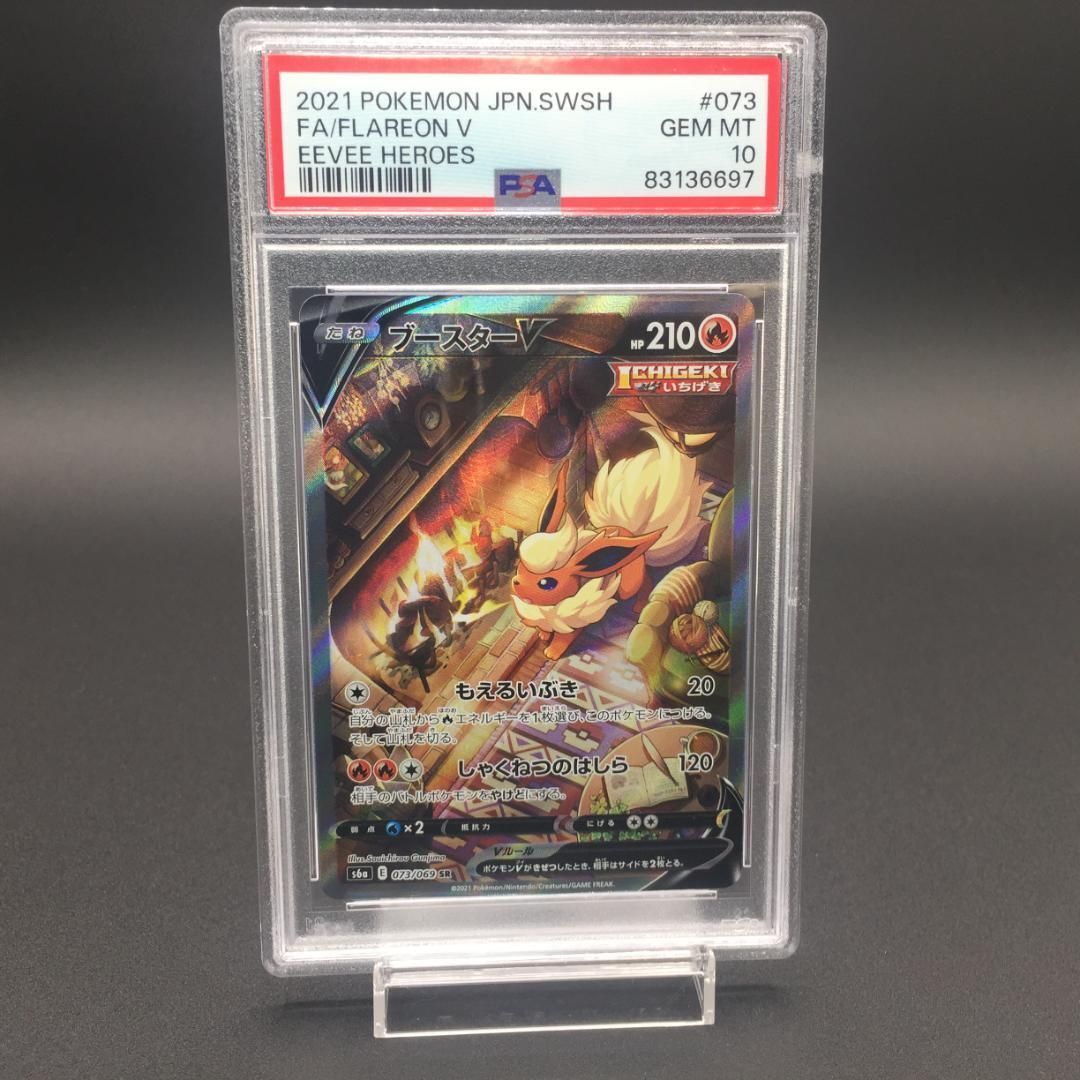 2021 POKEMON JPN.SWSH #073
FA/FLAREON V GEM MT
EEVEE HEROES 10
PSA 83136697
たね ブースターV HP 210
ICHIGEKI
いちげき
もえるいぶき 20
自分の山札から エネルギーを1枚選び、このポケモンにつける。
そして山札を切る。
しゃくねつのはしら 120
相手のバトルポケモンをやけどにする。
弱点 ×2 抵抗力 にげる
Vルール
ポケモンVがきぜつしたとき、相手はサイドを2枚とる。
Illus. Souichirou Gunjima
s6a E 073/069 SR
©2021 Pokémon/Nintendo/Creatures/GAME FREAK.